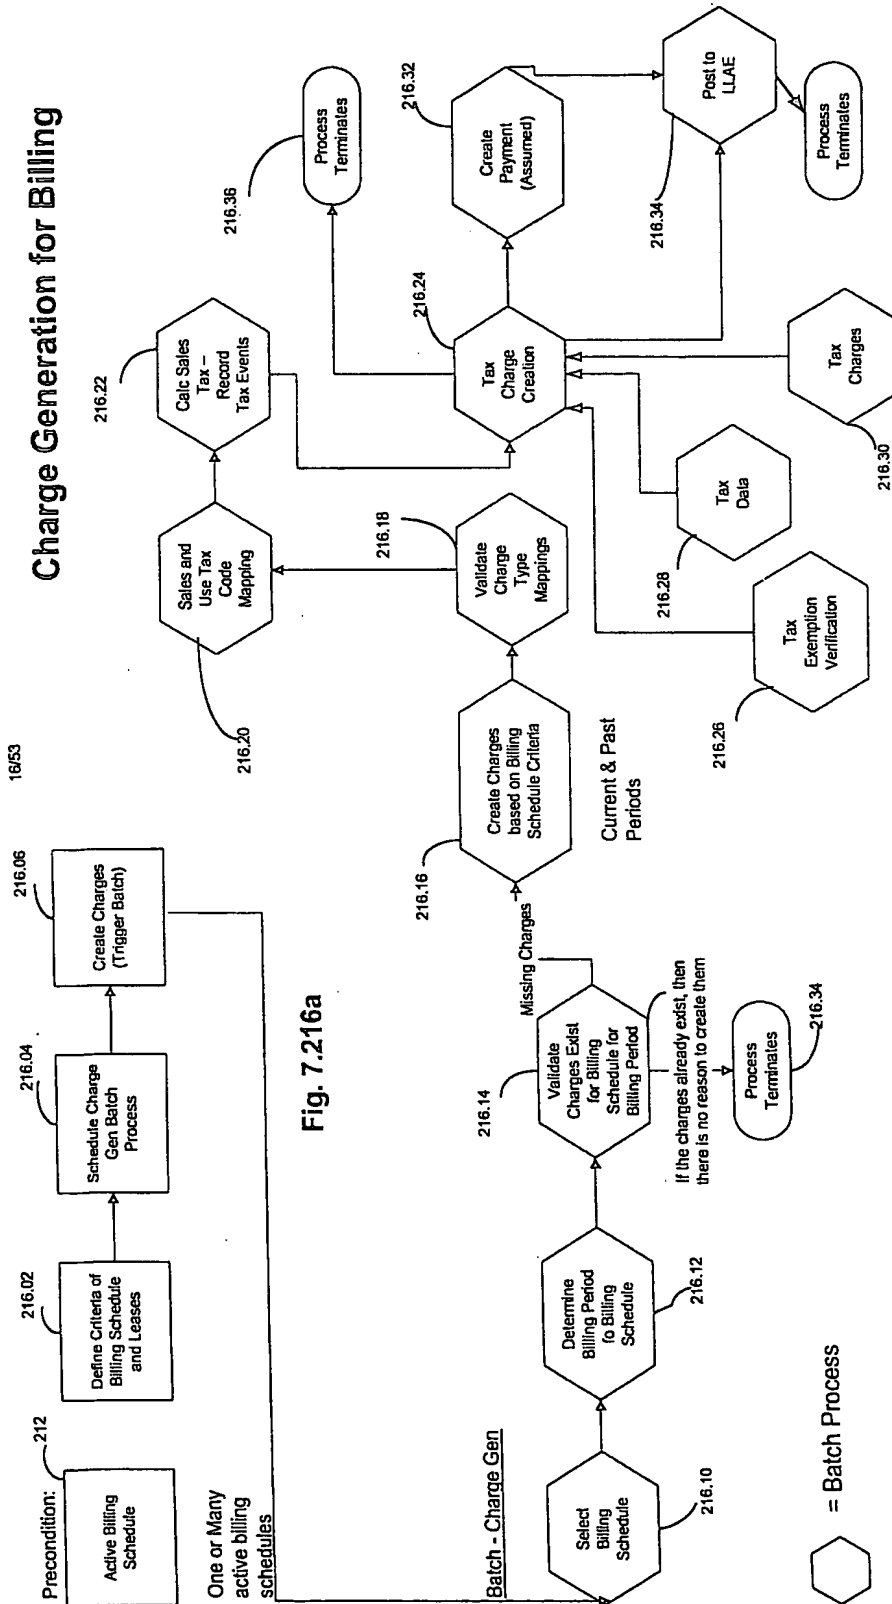 16/53
Charge Generation for Billing
Precondition:
212
Active Billing
Schedule
One or Many
active billing
schedules
216.02
Define Criteria of
Billing Schedule
and Leases
216.04
Schedule Charge
Gen Batch
Process
216.06
Create Charges
(Trigger Batch)
Fig. 7.216a
Batch - Charge Gen
Select
Billing
Schedule
216.10
Determine
Billing Period
fo Billing
Schedule
216.12
216.14
Validate
Charges Exist
for Billing
Schedule for
Billing Period
Missing Charges
If the charges already exist, then
there is no reason to create them
Process
Terminates
216.34
216.16
Create Charges
based on Billing
Schedule Criteria
Current & Past
Periods
216.18
Validate
Charge
Type
Mappings
216.20
Sales and
Use Tax
Code
Mapping
216.22
Calc Sales
Tax –
Record
Tax Events
216.24
Tax
Charge
Creation
216.26
Tax
Exemption
Verification
216.28
Tax
Data
216.30
Tax
Charges
216.32
Create
Payment
(Assumed)
216.34
Post to
LLAE
Process
Terminates
216.36
Process
Terminates
= Batch Process